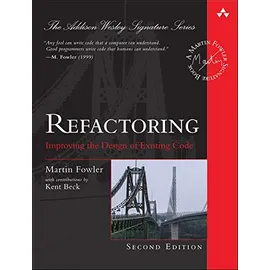 The Addison Wesley Signature Series
"Any fool can write code that a computer can understand.
Good programmers write code that humans can understand."
—M. Fowler (1999)
A MARTIN FOWLER SIGNATURE BOOK
REFACTORING
Improving the Design of Existing Code
Martin Fowler
with contributions by
Kent Beck
SECOND EDITION